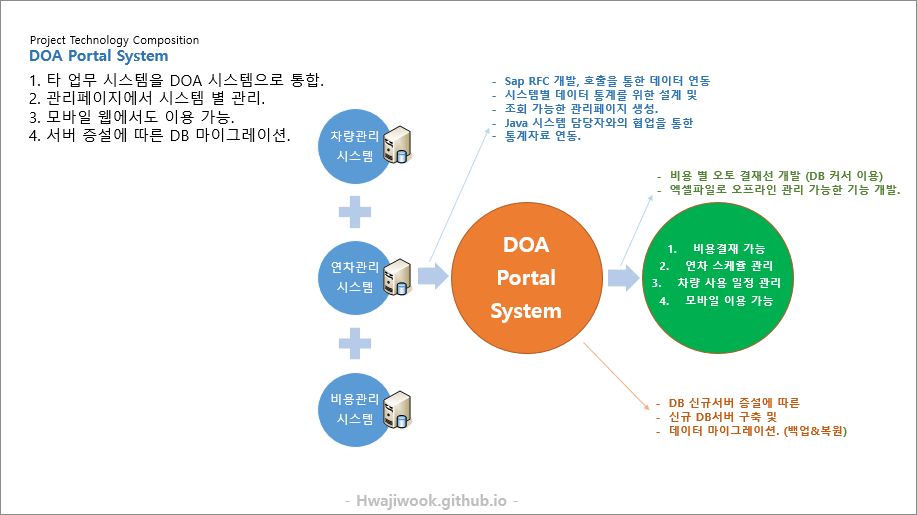 Project Technology Composition
DOA Portal System
1. 타 업무 시스템을 DOA 시스템으로 통합.
2. 관리페이지에서 시스템 별 관리.
3. 모바일 웹에서도 이용 가능.
4. 서버 증설에 따른 DB 마이그레이션.
차량관리
시스템
연차관리
시스템
비용관리
시스템
- Sap RFC 개발, 호출을 통한 데이터 연동
- 시스템별 데이터 통계를 위한 설계 및
- 조회 가능한 관리페이지 생성.
- Java 시스템 담당자와의 협업을 통한
- 통계자료 연동.
DOA
Portal
System
- 비용 별 오토 결재선 개발 (DB 커서 이용)
- 엑셀파일로 오프라인 관리 가능한 기능 개발.
1. 비용결재 가능
2. 연차 스케쥴 관리
3. 차량 사용 일정 관리
4. 모바일 이용 가능
- DB 신규서버 증설에 따른
- 신규 DB서버 구축 및
- 데이터 마이그레이션. (백업&복원)
- Hwajiwook.github.io -